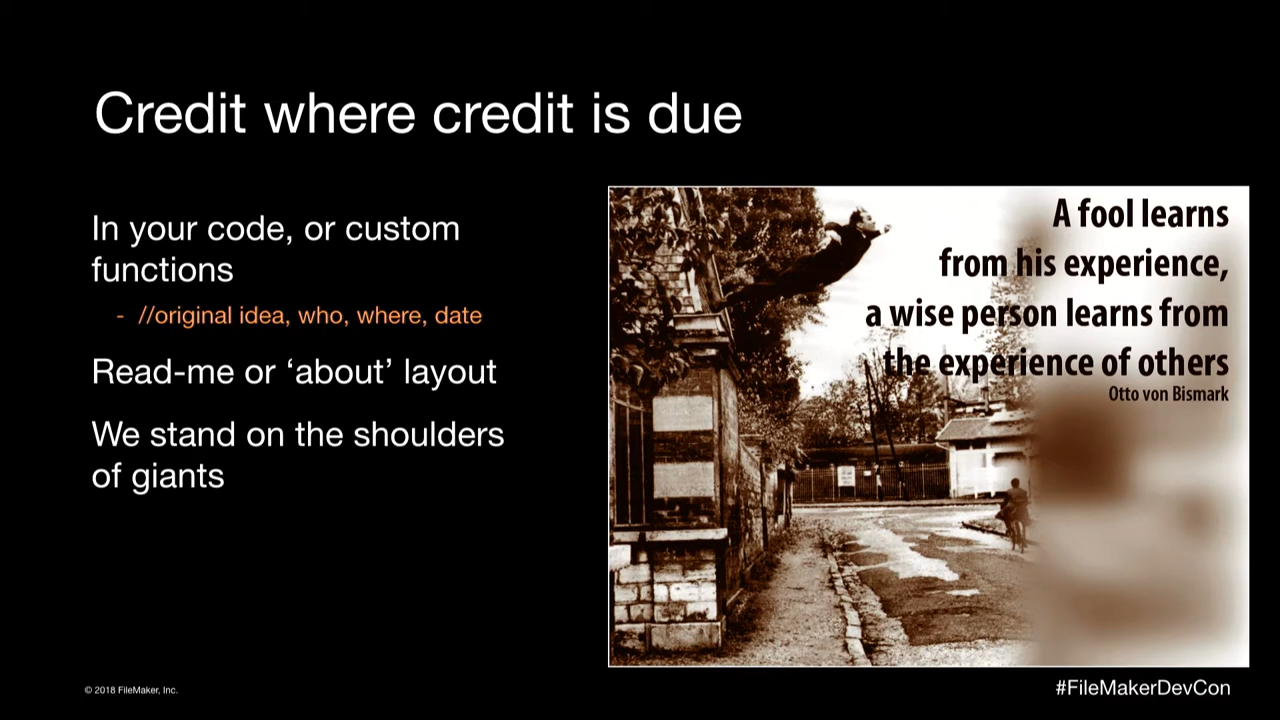 Credit where credit is due
In your code, or custom
functions
- //original idea, who, where, date
Read-me or ‘about’ layout
We stand on the shoulders
of giants
A fool learns
from his experience,
a wise person learns from
the experience of others
Otto von Bismark
© 2018 FileMaker, Inc.
#FileMakerDevCon